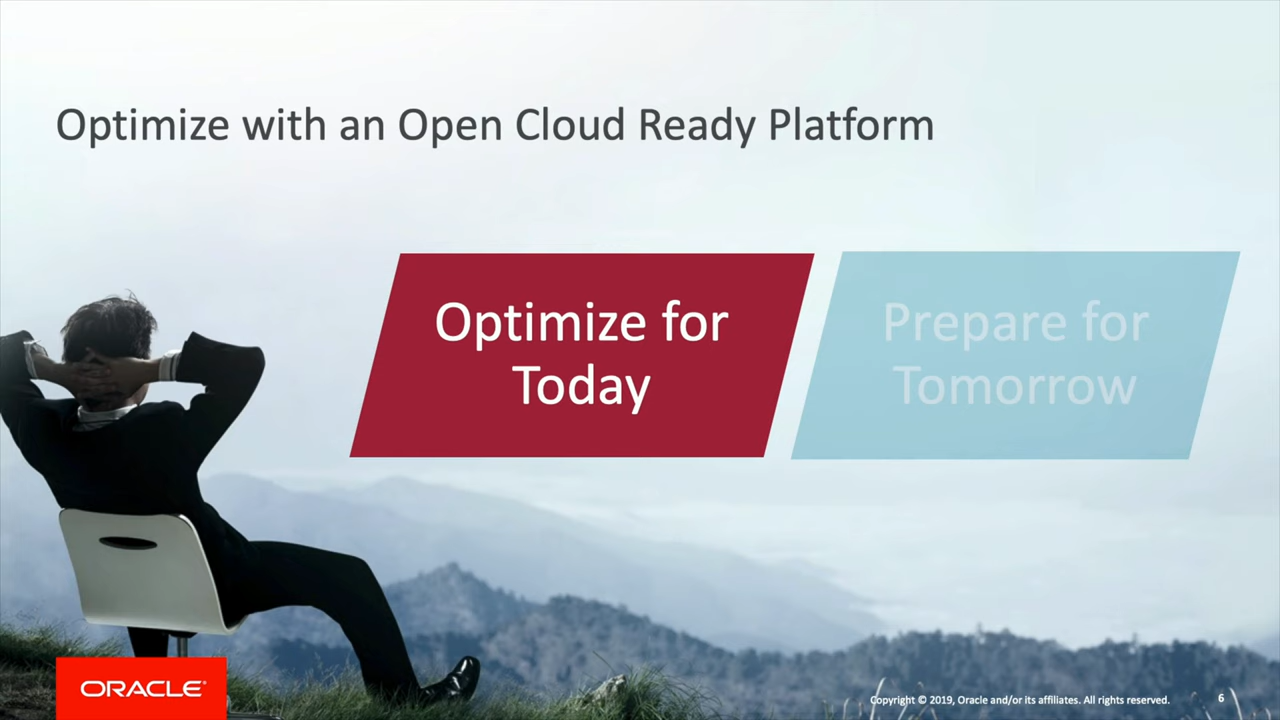 Optimize with an Open Cloud Ready Platform
Optimize for
Today
Prepare for
Tomorrow
ORACLE®
Copyright © 2019, Oracle and/or its affiliates. All rights reserved.
6